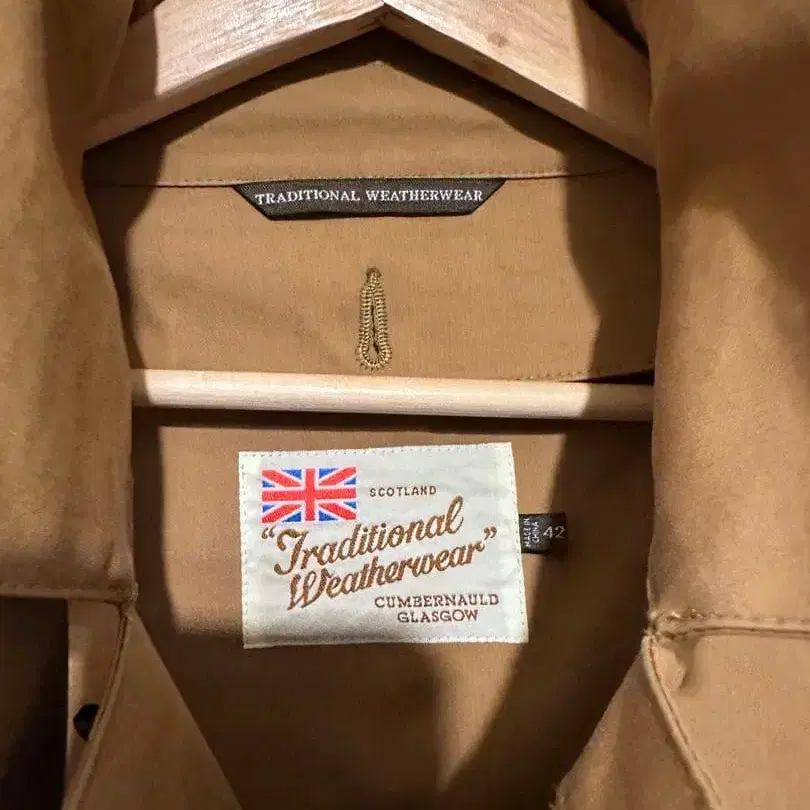 TRADITIONAL WEATHERWEAR
SCOTLAND
"Traditional
Weatherwear"
CUMBERNAULD
GLASGOW
MADE IN
CHINA
42